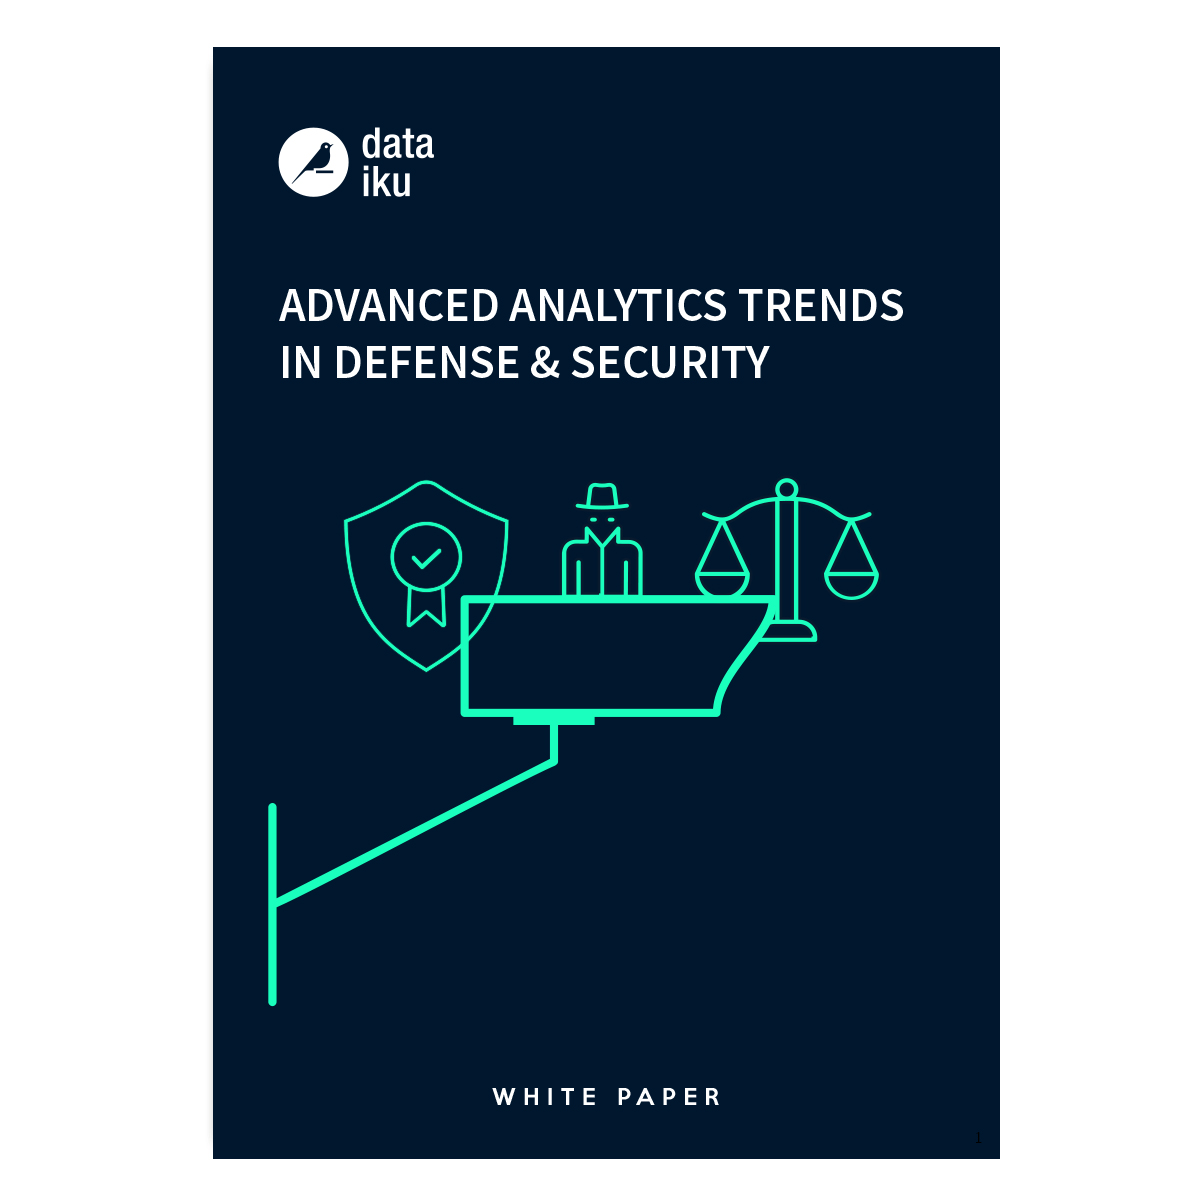 data
iku
ADVANCED ANALYTICS TRENDS
IN DEFENSE & SECURITY
WHITE PAPER
1